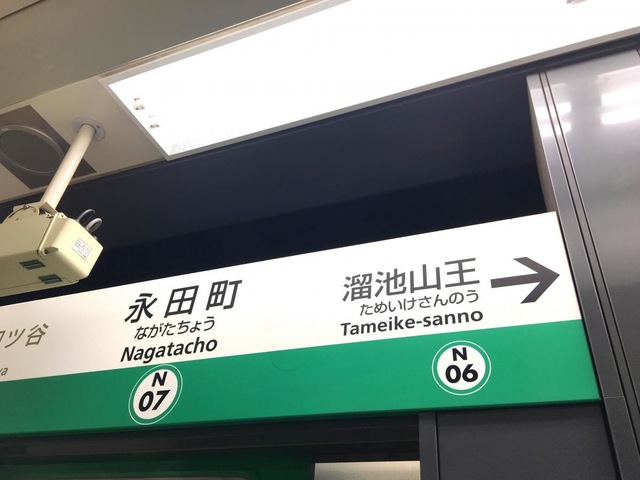 ツ谷
永田町
ながたちょう
Nagatacho
N
07
溜池山王
ためいけさんのう
Tameike-sanno
N
06